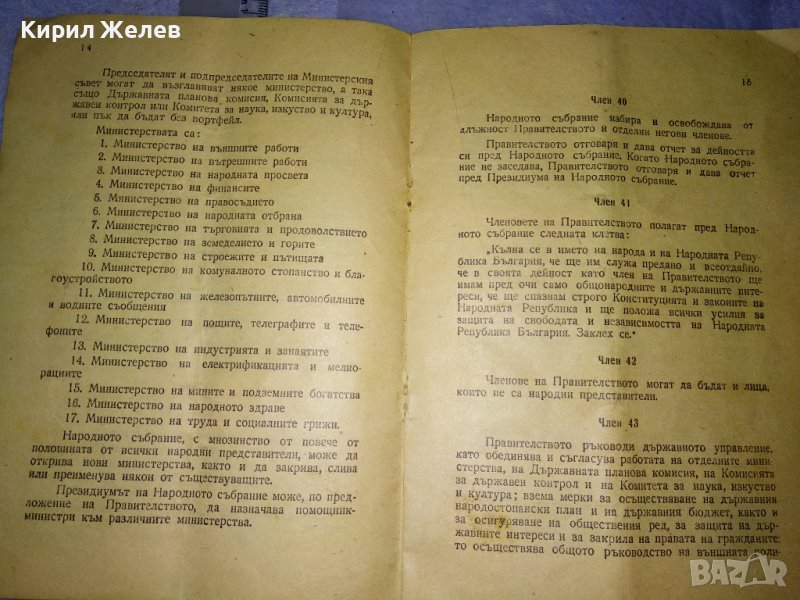 Кирил Желев
14
Председателят и подпредседателите на Министерския
съвет могат да възглавяват някое министерство, а така
също Държавната планова комисия, Комисията за дър-
жавен контрол или Комитета за наука, изкуство и култура,
или пък да бъдат без портфейл.
Министерствата са:
1. Министерство на външните работи
2. Министерство на вътрешните работи
3. Министерство на народната просвета
4. Министерство на финансите
5. Министерство на правосъдието
6. Министерство на народната отбрана
7. Министерство на търговията и продоволствието
8. Министерство на земеделието и горите
9. Министерство на строежите и пътищата
10. Министерство на комуналното стопанство и бла-
гоустройството
11. Министерство на железопътните, автомобилните
и водните съобщения
12. Министерство на пощите, телеграфите и теле-
фоните
13. Министерство на индустрията и занаятите
14. Министерство на електрификацията и мелио-
рациите
15. Министерство на мините и подземните богатства
16. Министерство на народното здраве
17. Министерство на труда и социалните грижи.
Народното събрание, с мнозинство от повече от
половината от всички народни представители, може да
открива нови министерства, както и да закрива, слива
или преименува някои от съществуващите.
Президиумът на Народното събрание може, по пред-
ложение на Правителството, да назначава помощник-
министри към различните министерства.
15
Член 40
Народното събрание избира и освобождава от
длъжност Правителството и отделни негови членове.
Правителството отговаря и дава отчет за дейността
си пред Народното събрание. Когато Народното събра-
ние не заседава, Правителството отговаря и дава отчет
пред Президиума на Народното събрание.
Член 41
Членовете на Правителството полагат пред Народ-
ното събрание следната клетва:
„Кълна се в името на народа и на Народната Репу-
блика България, че ще им служа предано и всеотдайно,
че в своята дейност като член на Правителството ще
имам пред очи само общонародните и държавните инте-
реси, че ще спазвам строго Конституцията и законите на
Народната Република и ще положа всички усилия за
защита на свободата и независимостта на Народната
Република България. Заклех се.“
Член 42
Членове на Правителството могат да бъдат и лица,
които не са народни представители.
Член 43
Правителството ръководи държавното управление,
като обединява и съгласува работата на отделните мини-
стерства, на Държавната планова комисия, на Комисията
за държавен контрол и на Комитета за наука, изкуство
и култура; взема мерки за осъществяване на държавния
народостопански план и на държавния бюджет, както и
за осигуряване на обществения ред, за защита на дър-
жавните интереси и за закрила на правата на гражданите;
то осъществява общото ръководство на външната поли-
BAZAR